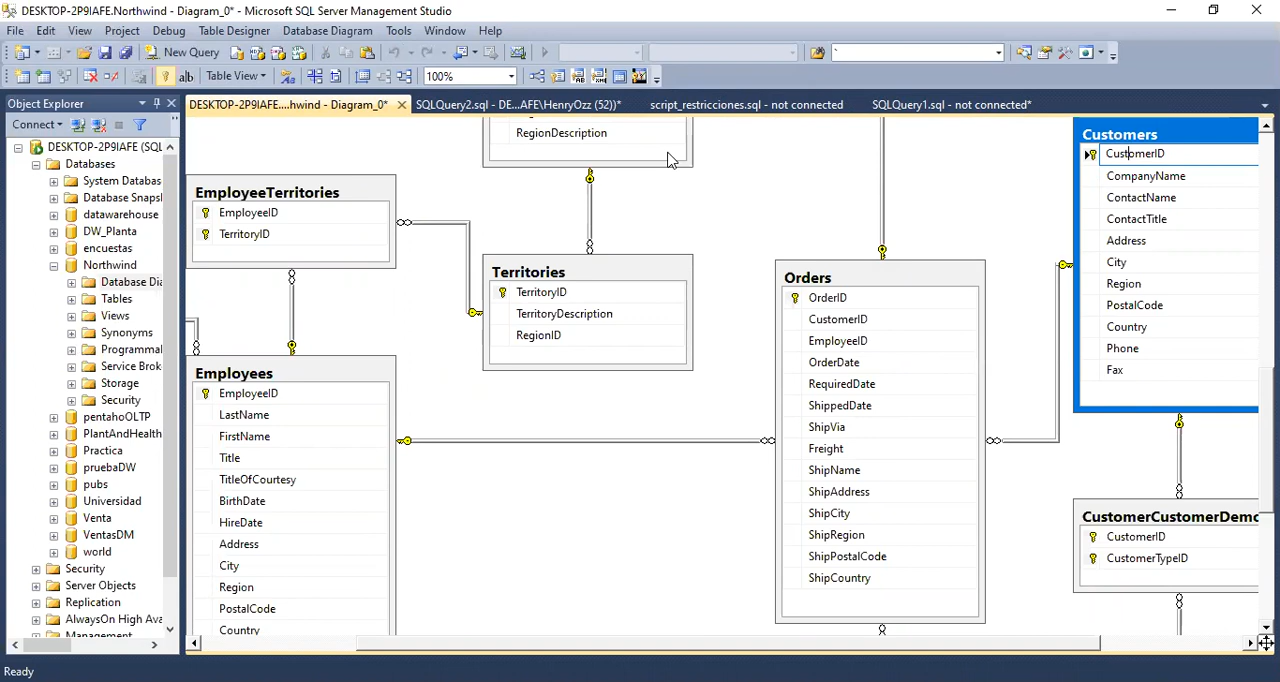 DESKTOP-2P9IAFE.Northwind - Diagram_0* - Microsoft SQL Server Management Studio
File Edit View Project Debug Table Designer Database Diagram Tools Window Help
New Query
ab Table View 100%
Object Explorer
DESKTOP-2P9IAFE....hwind - Diagram_0* SQLQuery2.sql - DE...AFE\HenryOzz (52))* script_restricciones.sql - not connected SQLQuery1.sql - not connected*
Connect
DESKTOP-2P9IAFE (SQL
Databases
System Databas
Database Snaps
datawarehouse
DW_Planta
encuestas
Northwind
Database Dia
Tables
Views
Synonyms
Programmal
Service Brok
Storage
Security
pentahoOLTP
PlantAndHealth
Practica
pruebaDW
pubs
Universidad
Venta
VentasDM
world
Security
Server Objects
Replication
AlwaysOn High Ava
Management
RegionDescription
EmployeeTerritories
EmployeeID
TerritoryID
Territories
TerritoryID
TerritoryDescription
RegionID
Employees
EmployeeID
LastName
FirstName
Title
TitleOfCourtesy
BirthDate
HireDate
Address
City
Region
PostalCode
Country
Orders
OrderID
CustomerID
EmployeeID
OrderDate
RequiredDate
ShippedDate
ShipVia
Freight
ShipName
ShipAddress
ShipCity
ShipRegion
ShipPostalCode
ShipCountry
Customers
CustomerID
CompanyName
ContactName
ContactTitle
Address
City
Region
PostalCode
Country
Phone
Fax
CustomerCustomerDemo
CustomerID
CustomerTypeID
Ready